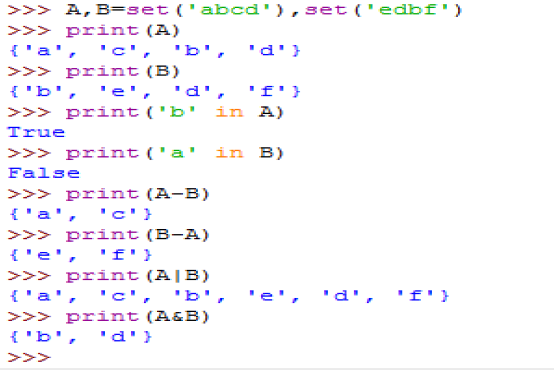 >>> A,B=set('abcd'),set('edbf')
>>> print(A)
{'a', 'c', 'b', 'd'}
>>> print(B)
{'b', 'e', 'd', 'f'}
>>> print('b' in A)
True
>>> print('a' in B)
False
>>> print(A-B)
{'a', 'c'}
>>> print(B-A)
{'e', 'f'}
>>> print(A|B)
{'a', 'c', 'b', 'e', 'd', 'f'}
>>> print(A&B)
{'b', 'd'}
>>>